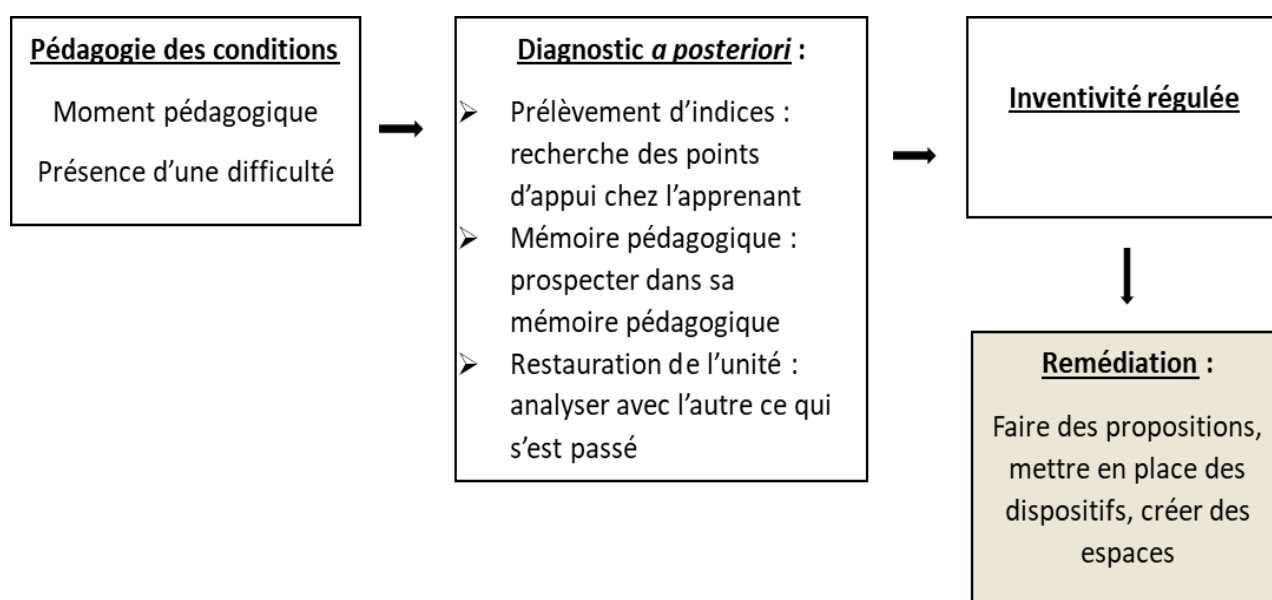 Pédagogie des conditions
Moment pédagogique
Présence d’une difficulté
Diagnostic a posteriori :
➢ Prélèvement d’indices :
recherche des points
d’appui chez l’apprenant
➢ Mémoire pédagogique :
prospecter dans sa
mémoire pédagogique
➢ Restauration de l’unité :
analyser avec l’autre ce qui
s’est passé
Inventivité régulée
Remédiation :
Faire des propositions,
mettre en place des
dispositifs, créer des
espaces